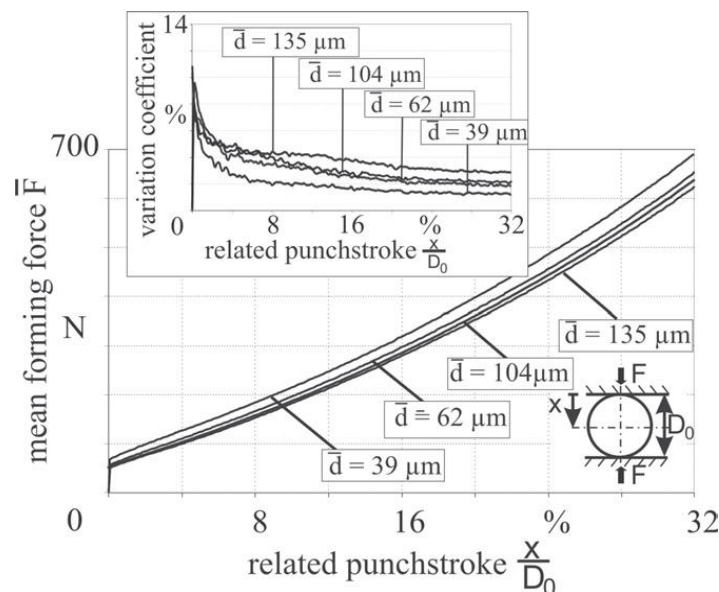 14
%
variation coefficient
d̄ = 135 µm
d̄ = 104 µm
d̄ = 62 µm
d̄ = 39 µm
0
8
16
%
32
related punchstroke x/D₀
700
N
mean forming force F̄
d̄ = 135 µm
d̄ = 104µm
d̄ = 62 µm
d̄ = 39 µm
F
x
D₀
F
0
8
16
%
32
related punchstroke x/D₀